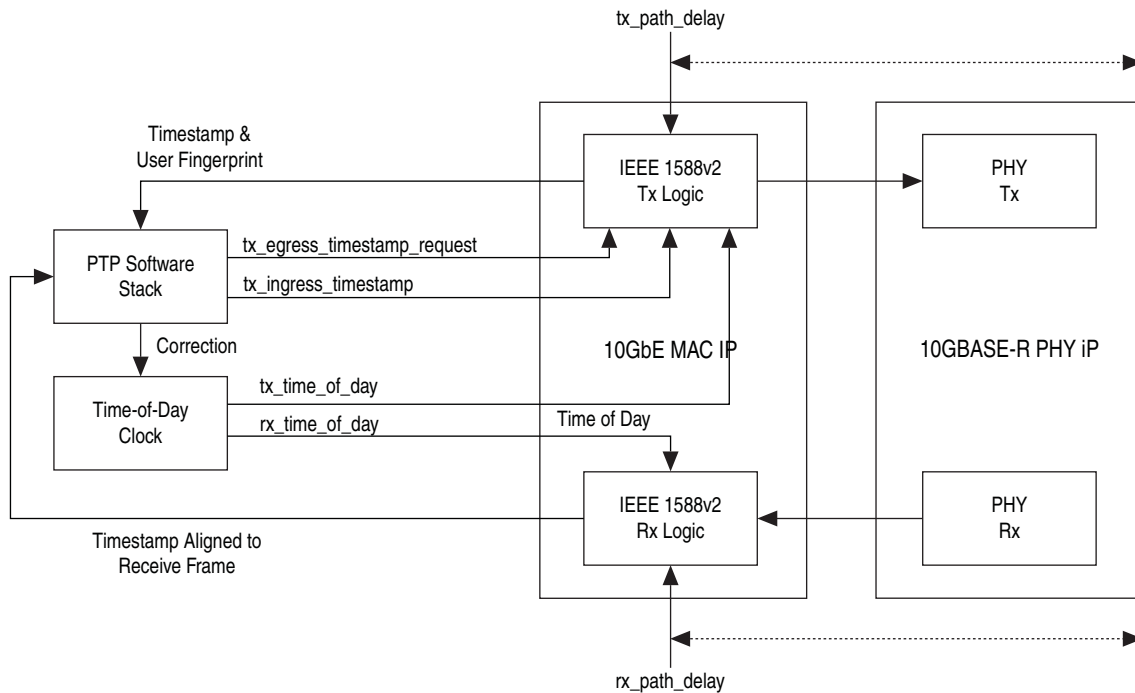 tx_path_delay
Timestamp &
User Fingerprint
IEEE 1588v2
Tx Logic
PHY
Tx
tx_egress_timestamp_request
PTP Software
Stack
tx_ingress_timestamp
Correction
10GbE MAC IP
10GBASE-R PHY iP
tx_time_of_day
Time-of-Day
Clock
rx_time_of_day
Time of Day
IEEE 1588v2
Rx Logic
PHY
Rx
Timestamp Aligned to
Receive Frame
rx_path_delay